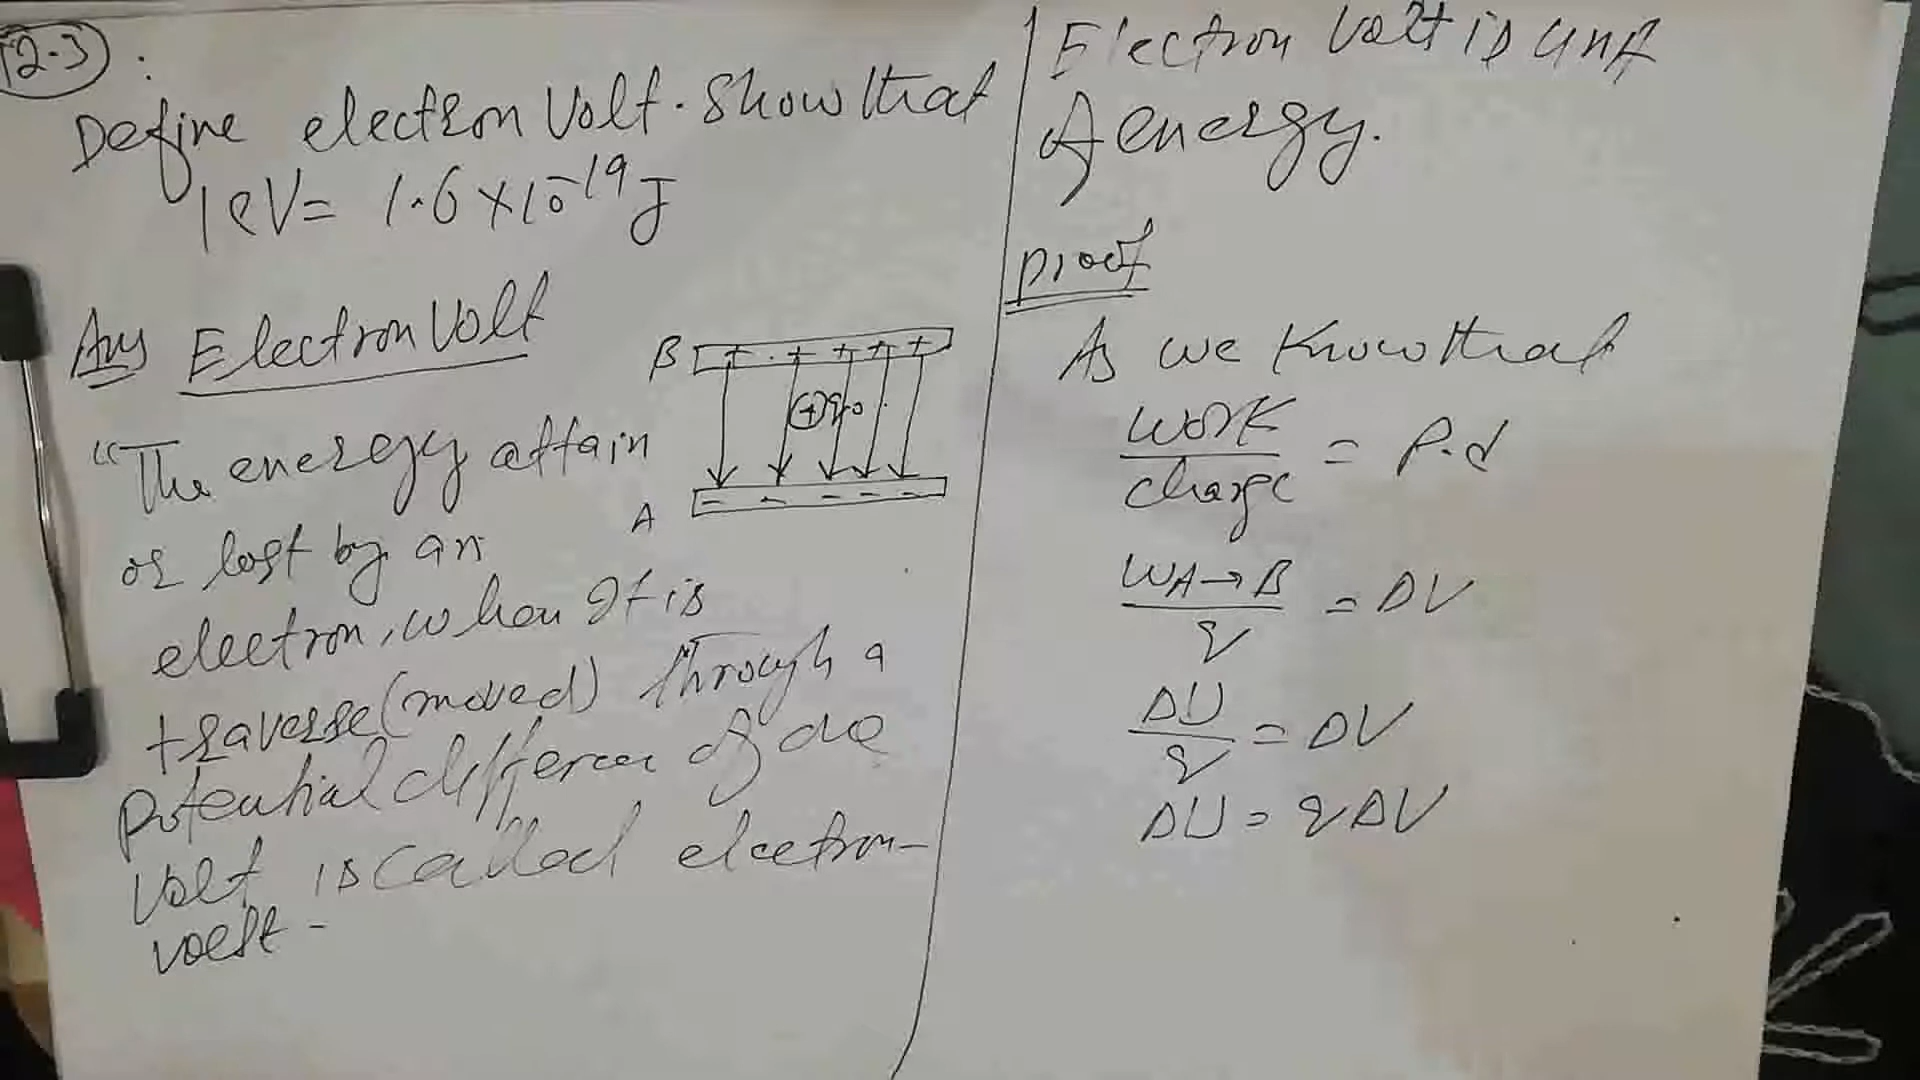 12.3) :
Define electron Volt. Show that
1eV = 1.6 × 10⁻¹⁹ J
Ans Electron Volt
"The energy attain
or lost by an
electron, when It is
traverse (moved) through a
potential difference of one
Volt is called electron-
volt -
B + . + + + +
⊕ q₀
A - - - - -
Electron Volt is unit
of energy.
Proof
As we Know that
work
charge = P.d
WA→B
q = ΔV
ΔU
q = ΔV
ΔU = qΔV